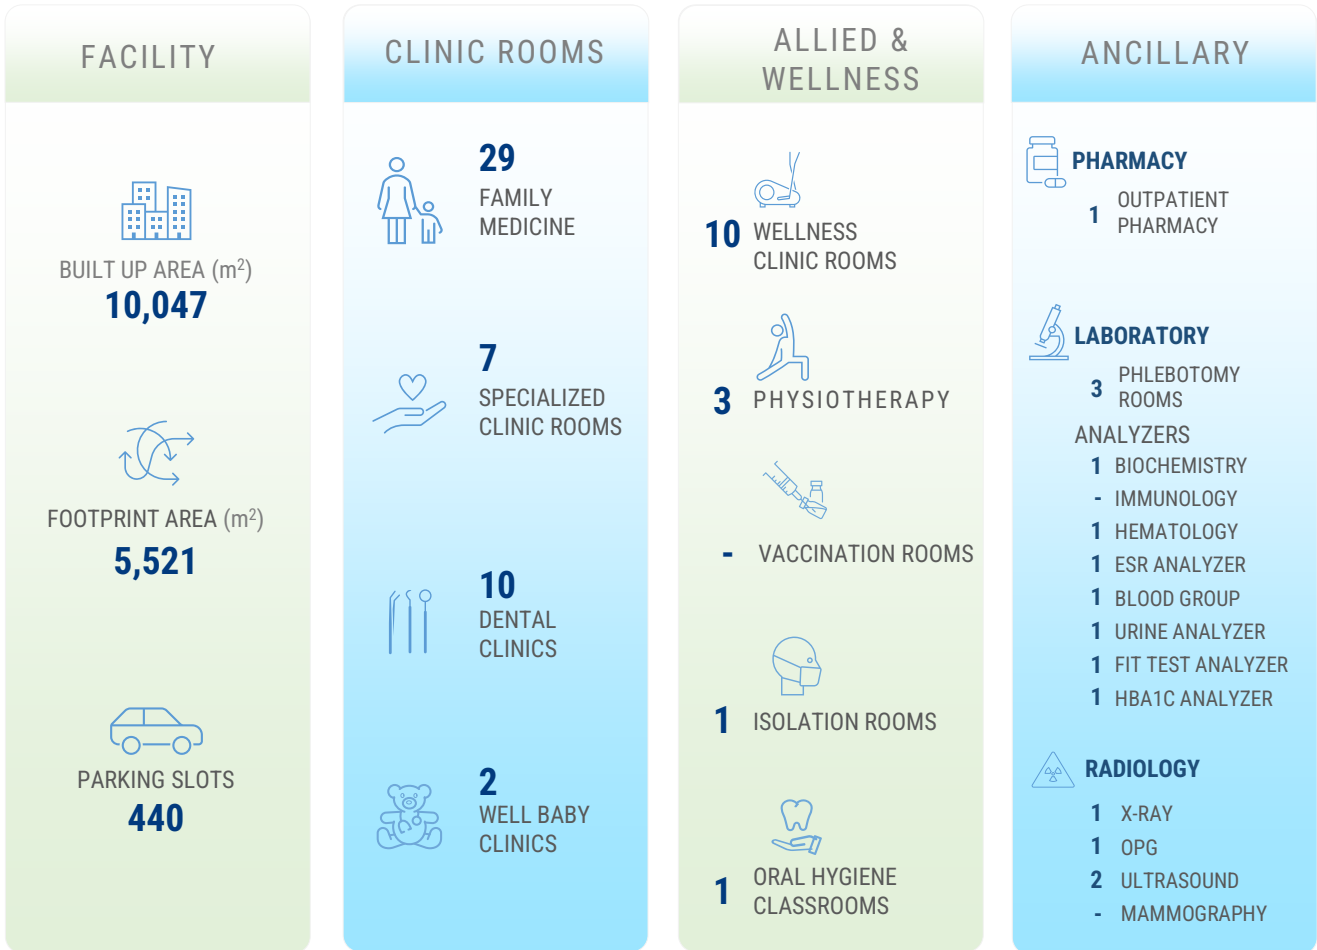 FACILITY
BUILT UP AREA (m²)
10,047
FOOTPRINT AREA (m²)
5,521
PARKING SLOTS
440
CLINIC ROOMS
29
FAMILY
MEDICINE
7
SPECIALIZED
CLINIC ROOMS
10
DENTAL
CLINICS
2
WELL BABY
CLINICS
ALLIED &
WELLNESS
10 WELLNESS
CLINIC ROOMS
3 PHYSIOTHERAPY
- VACCINATION ROOMS
1 ISOLATION ROOMS
1 ORAL HYGIENE
CLASSROOMS
ANCILLARY
PHARMACY
1 OUTPATIENT
PHARMACY
LABORATORY
3 PHLEBOTOMY
ROOMS
ANALYZERS
1 BIOCHEMISTRY
- IMMUNOLOGY
1 HEMATOLOGY
1 ESR ANALYZER
1 BLOOD GROUP
1 URINE ANALYZER
1 FIT TEST ANALYZER
1 HBA1C ANALYZER
RADIOLOGY
1 X-RAY
1 OPG
2 ULTRASOUND
- MAMMOGRAPHY